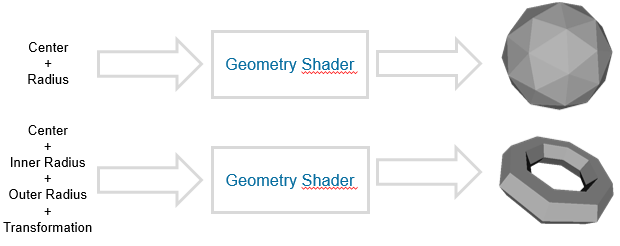 Center
+
Radius
Geometry Shader
Center
+
Inner Radius
+
Outer Radius
+
Transformation
Geometry Shader